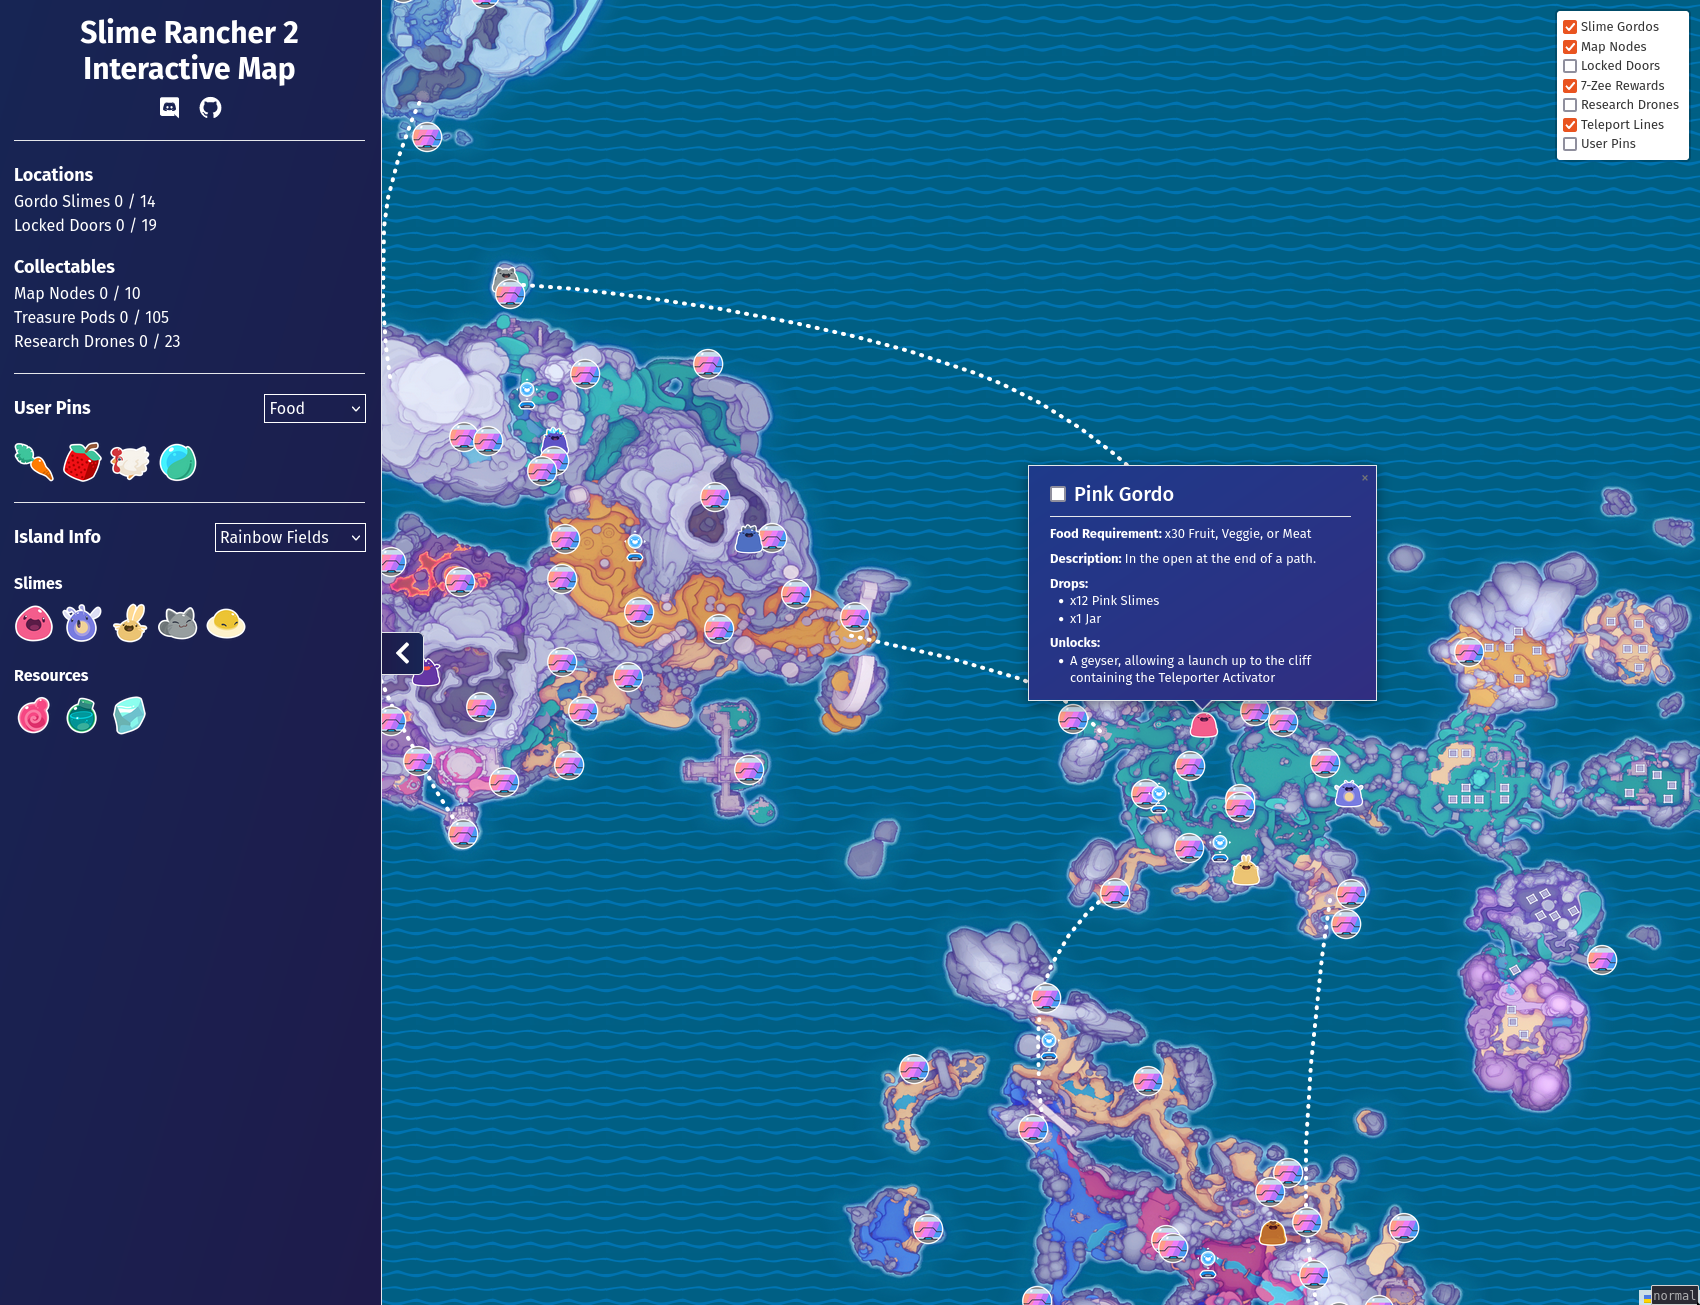 Slime Rancher 2
Interactive Map
Locations
Gordo Slimes 0 / 14
Locked Doors 0 / 19
Collectables
Map Nodes 0 / 10
Treasure Pods 0 / 105
Research Drones 0 / 23
User Pins
Food
Island Info
Rainbow Fields
Slimes
Resources
Slime Gordos
Map Nodes
Locked Doors
7-Zee Rewards
Research Drones
Teleport Lines
User Pins
×
Pink Gordo
Food Requirement: x30 Fruit, Veggie, or Meat
Description: In the open at the end of a path.
Drops:
• x12 Pink Slimes
• x1 Jar
Unlocks:
• A geyser, allowing a launch up to the cliff
containing the Teleporter Activator
normal